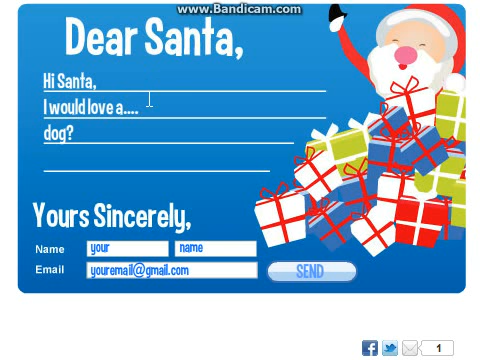 www.Bandicam.com
Dear Santa,
Hi Santa,
I would love a....
dog?
Yours Sincerely,
Name your name
Email youremail@gmail.com SEND
1